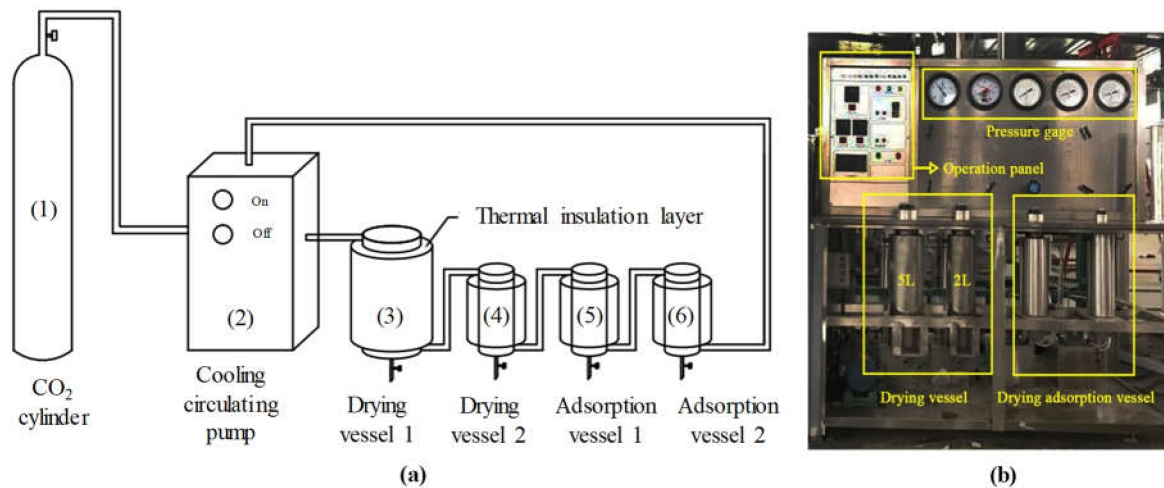 (1)
On
Off
(2)
Thermal insulation layer
(3)
(4)
(5)
(6)
CO2
cylinder
Cooling
circulating
pump
Drying
vessel 1
Drying
vessel 2
Adsorption
vessel 1
Adsorption
vessel 2
(a)
Pressure gage
Operation panel
5L
2L
Drying vessel
Drying adsorption vessel
(b)